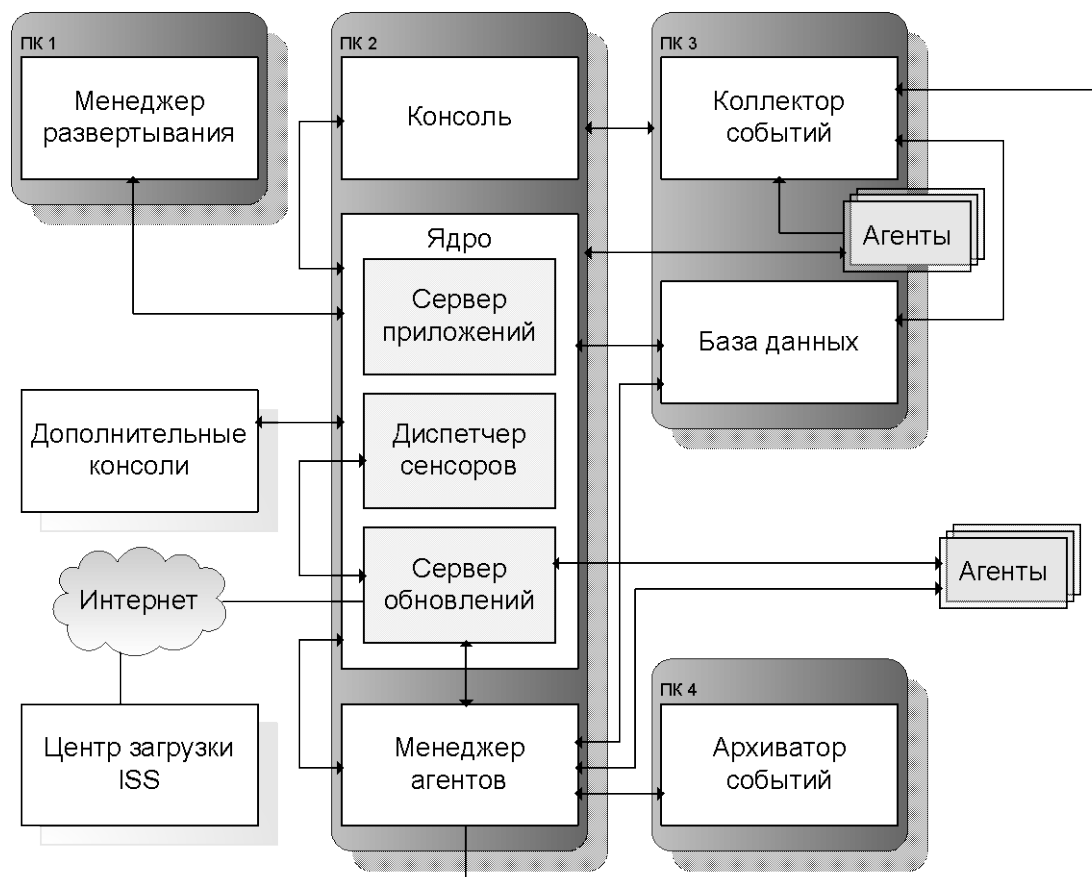 ПК 1
Менеджер
развертывания
ПК 2
Консоль
Ядро
Сервер
приложений
Диспетчер
сенсоров
Сервер
обновлений
Менеджер
агентов
ПК 3
Коллектор
событий
Агенты
База данных
Дополнительные
консоли
Интернет
Центр загрузки
ISS
Агенты
ПК 4
Архиватор
событий